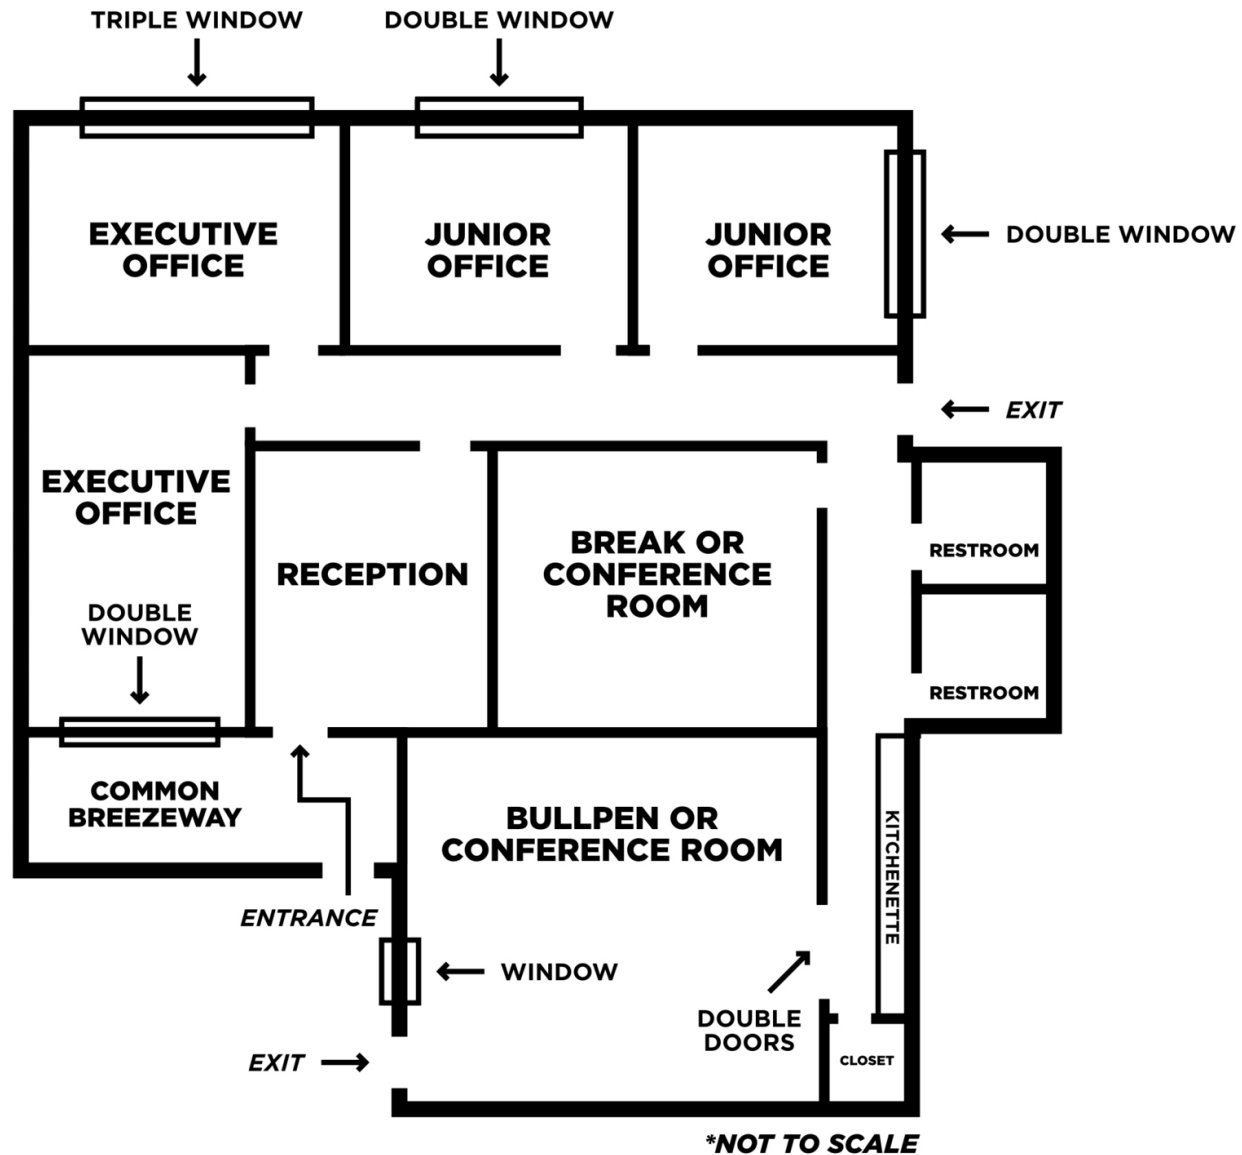 TRIPLE WINDOW
DOUBLE WINDOW
EXECUTIVE
OFFICE
JUNIOR
OFFICE
JUNIOR
OFFICE
DOUBLE WINDOW
EXIT
EXECUTIVE
OFFICE
DOUBLE
WINDOW
RECEPTION
BREAK OR
CONFERENCE
ROOM
RESTROOM
RESTROOM
COMMON
BREEZEWAY
BULLPEN OR
CONFERENCE ROOM
KITCHENETTE
ENTRANCE
WINDOW
DOUBLE
DOORS
EXIT
CLOSET
*NOT TO SCALE